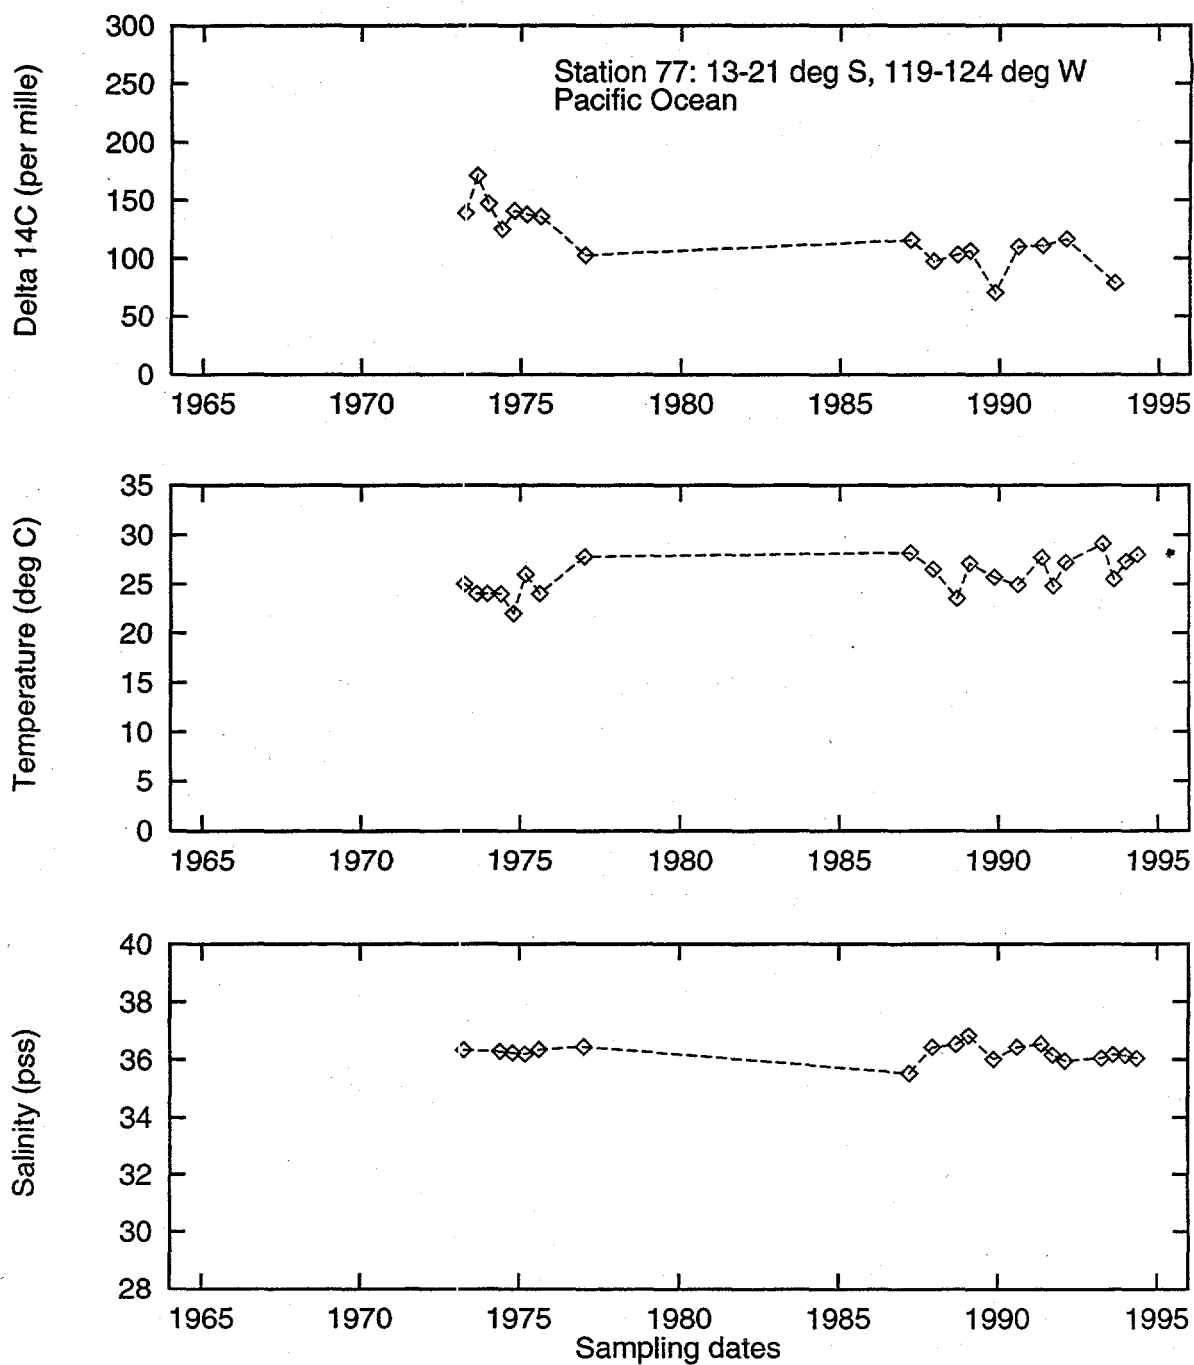 300
250
200
150
100
50
0
Delta 14C (per mille)
Station 77: 13-21 deg S, 119-124 deg W
Pacific Ocean
1965 1970 1975 1980 1985 1990 1995
35
30
25
20
15
10
5
0
Temperature (deg C)
1965 1970 1975 1980 1985 1990 1995
40
38
36
34
32
30
28
Salinity (pss)
1965 1970 1975 1980 1985 1990 1995
Sampling dates